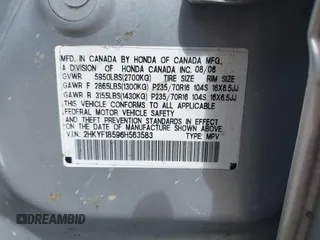 MFD. IN CANADA BY HONDA OF CANADA MFG.,
A DIVISION OF HONDA CANADA INC. 08/06
GVWR 5950LBS(2700KG) TIRE SIZE RIM SIZE
GAWR F 2865LBS(1300KG) P235/70R16 104S 16X6.5JJ
GAWR R 3155LBS(1430KG) P235/70R16 104S 16X6.5JJ
THIS VEHICLE CONFORMS TO ALL APPLICABLE
FEDERAL MOTOR VEHICLE SAFETY AND
THEFT PREVENTION STANDARDS IN EFFECT ON
THE DATE OF MANUFACTURE SHOWN ABOVE.
V.I.N.: 2HKYF18596H563583 TYPE: MPV